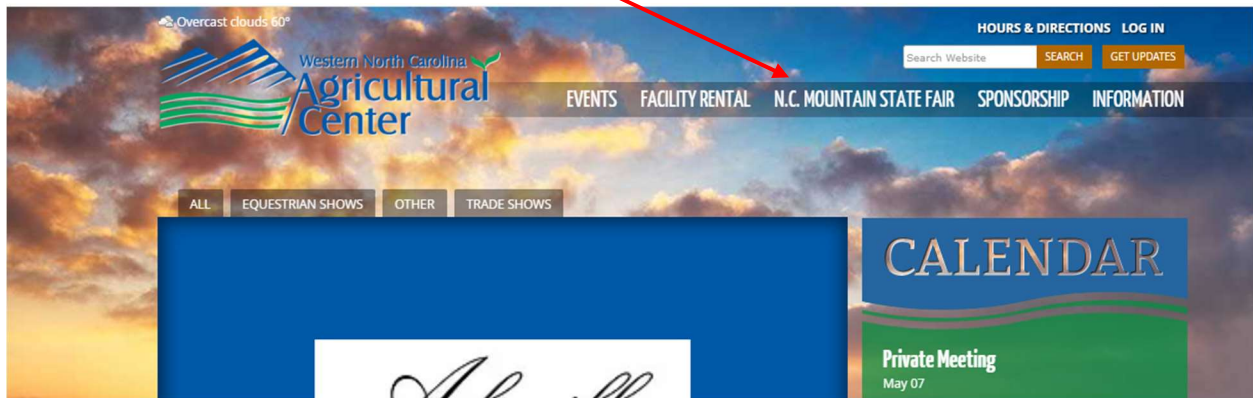 Overcast clouds 60°
HOURS & DIRECTIONS LOG IN
Search Website SEARCH GET UPDATES
Western North Carolina
Agricultural
Center
EVENTS FACILITY RENTAL N.C. MOUNTAIN STATE FAIR SPONSORSHIP INFORMATION
ALL EQUESTRIAN SHOWS OTHER TRADE SHOWS
CALENDAR
Private Meeting
May 07